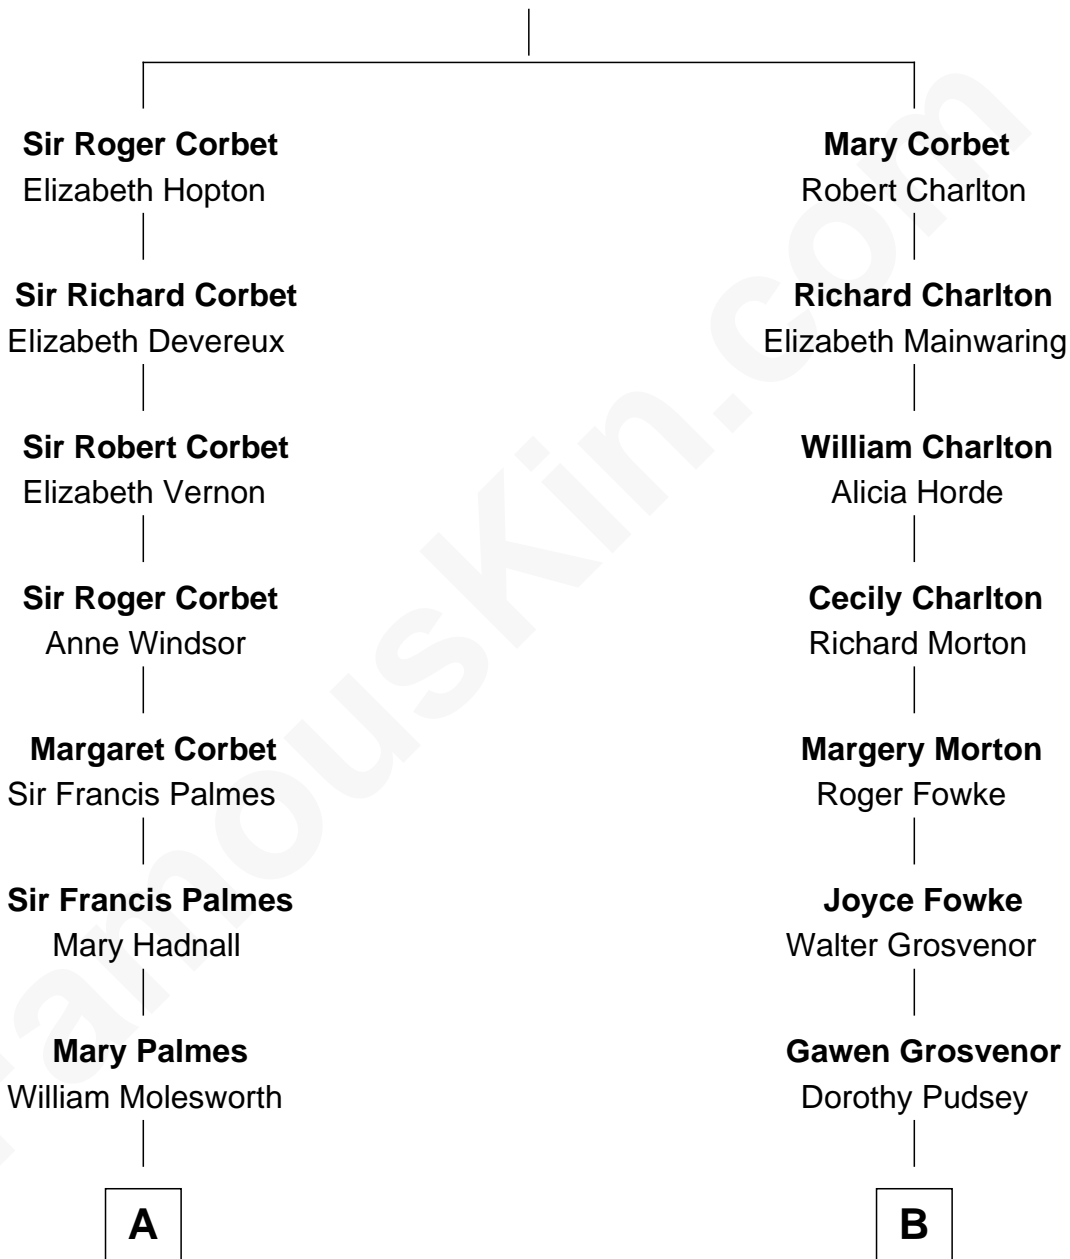 Sir Roger Corbet
Elizabeth Hopton
Sir Richard Corbet
Elizabeth Devereux
Sir Robert Corbet
Elizabeth Vernon
Sir Roger Corbet
Anne Windsor
Margaret Corbet
Sir Francis Palmes
Sir Francis Palmes
Mary Hadnall
Mary Palmes
William Molesworth
A
Mary Corbet
Robert Charlton
Richard Charlton
Elizabeth Mainwaring
William Charlton
Alicia Horde
Cecily Charlton
Richard Morton
Margery Morton
Roger Fowke
Joyce Fowke
Walter Grosvenor
Gawen Grosvenor
Dorothy Pudsey
B
FamousKin.com